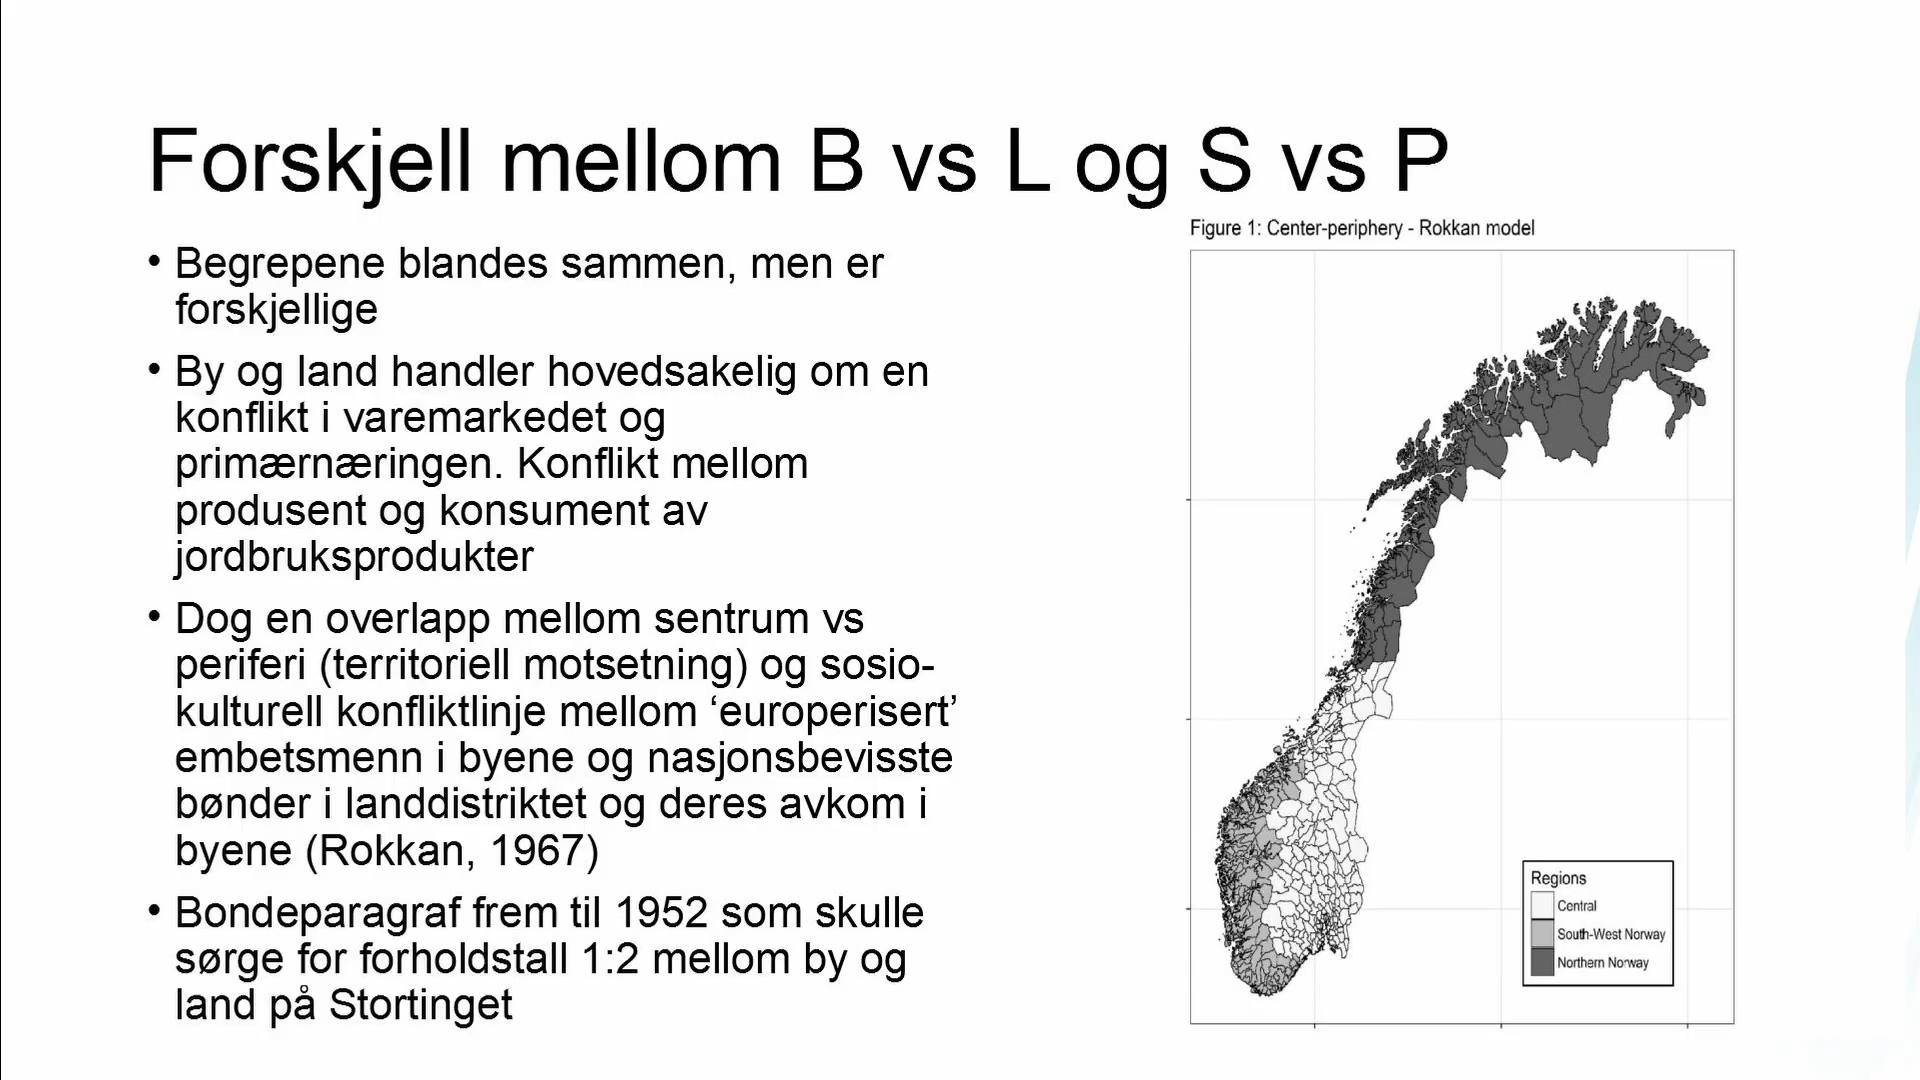 Forskjell mellom B vs L og S vs P
• Begrepene blandes sammen, men er
forskjellige
• By og land handler hovedsakelig om en
konflikt i varemarkedet og
primærnæringen. Konflikt mellom
produsent og konsument av
jordbruksprodukter
• Dog en overlapp mellom sentrum vs
periferi (territoriell motsetning) og sosio-
kulturell konfliktlinje mellom ‘europerisert’
embetsmenn i byene og nasjonsbevisste
bønder i landdistriktet og deres avkom i
byene (Rokkan, 1967)
• Bondeparagraf frem til 1952 som skulle
sørge for forholdstall 1:2 mellom by og
land på Stortinget
Figure 1: Center-periphery - Rokkan model
Regions
Central
South-West Norway
Northern Norway